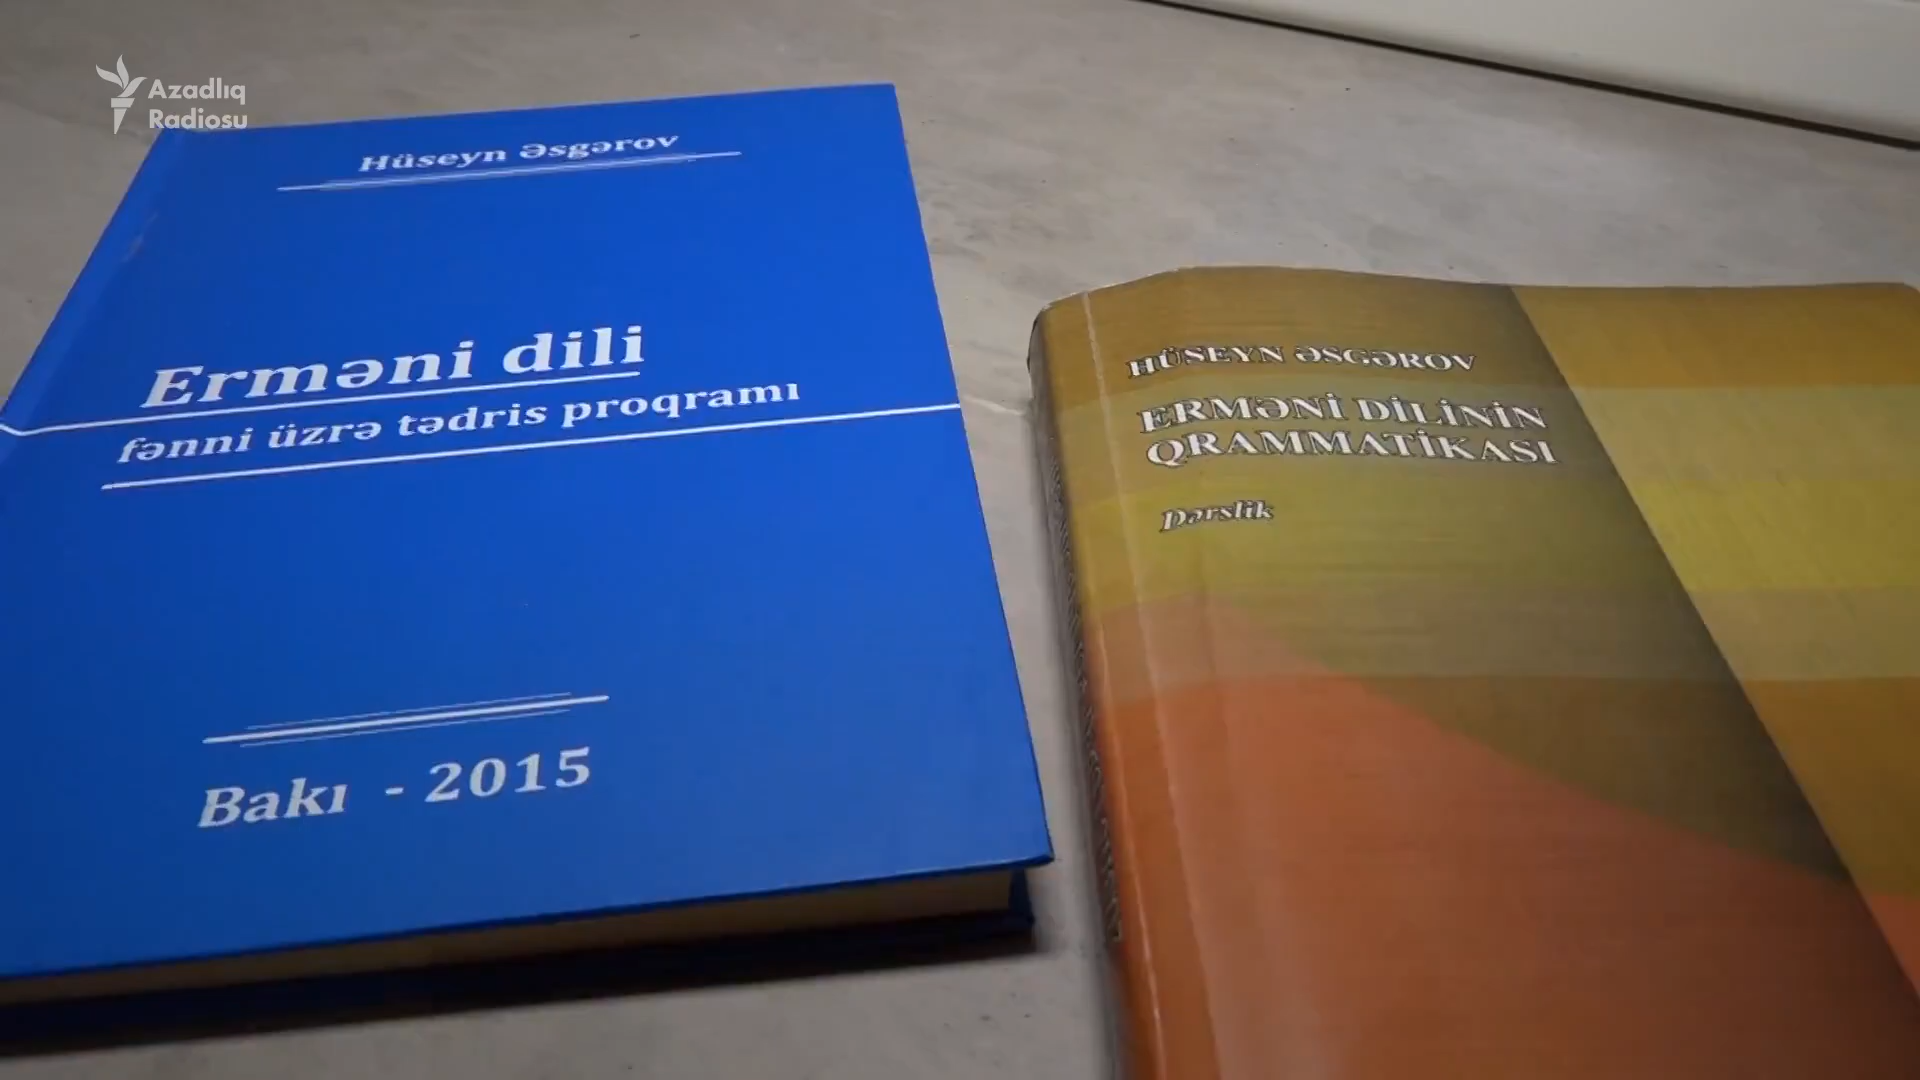 Azadlıq
Radiosu
Hüseyn Əsgərov
Erməni dili
fənni üzrə tədris proqramı
Bakı - 2015
HÜSEYN ƏSGƏROV
ERMƏNİ DİLİNİN
QRAMMATİKASI
Dərslik